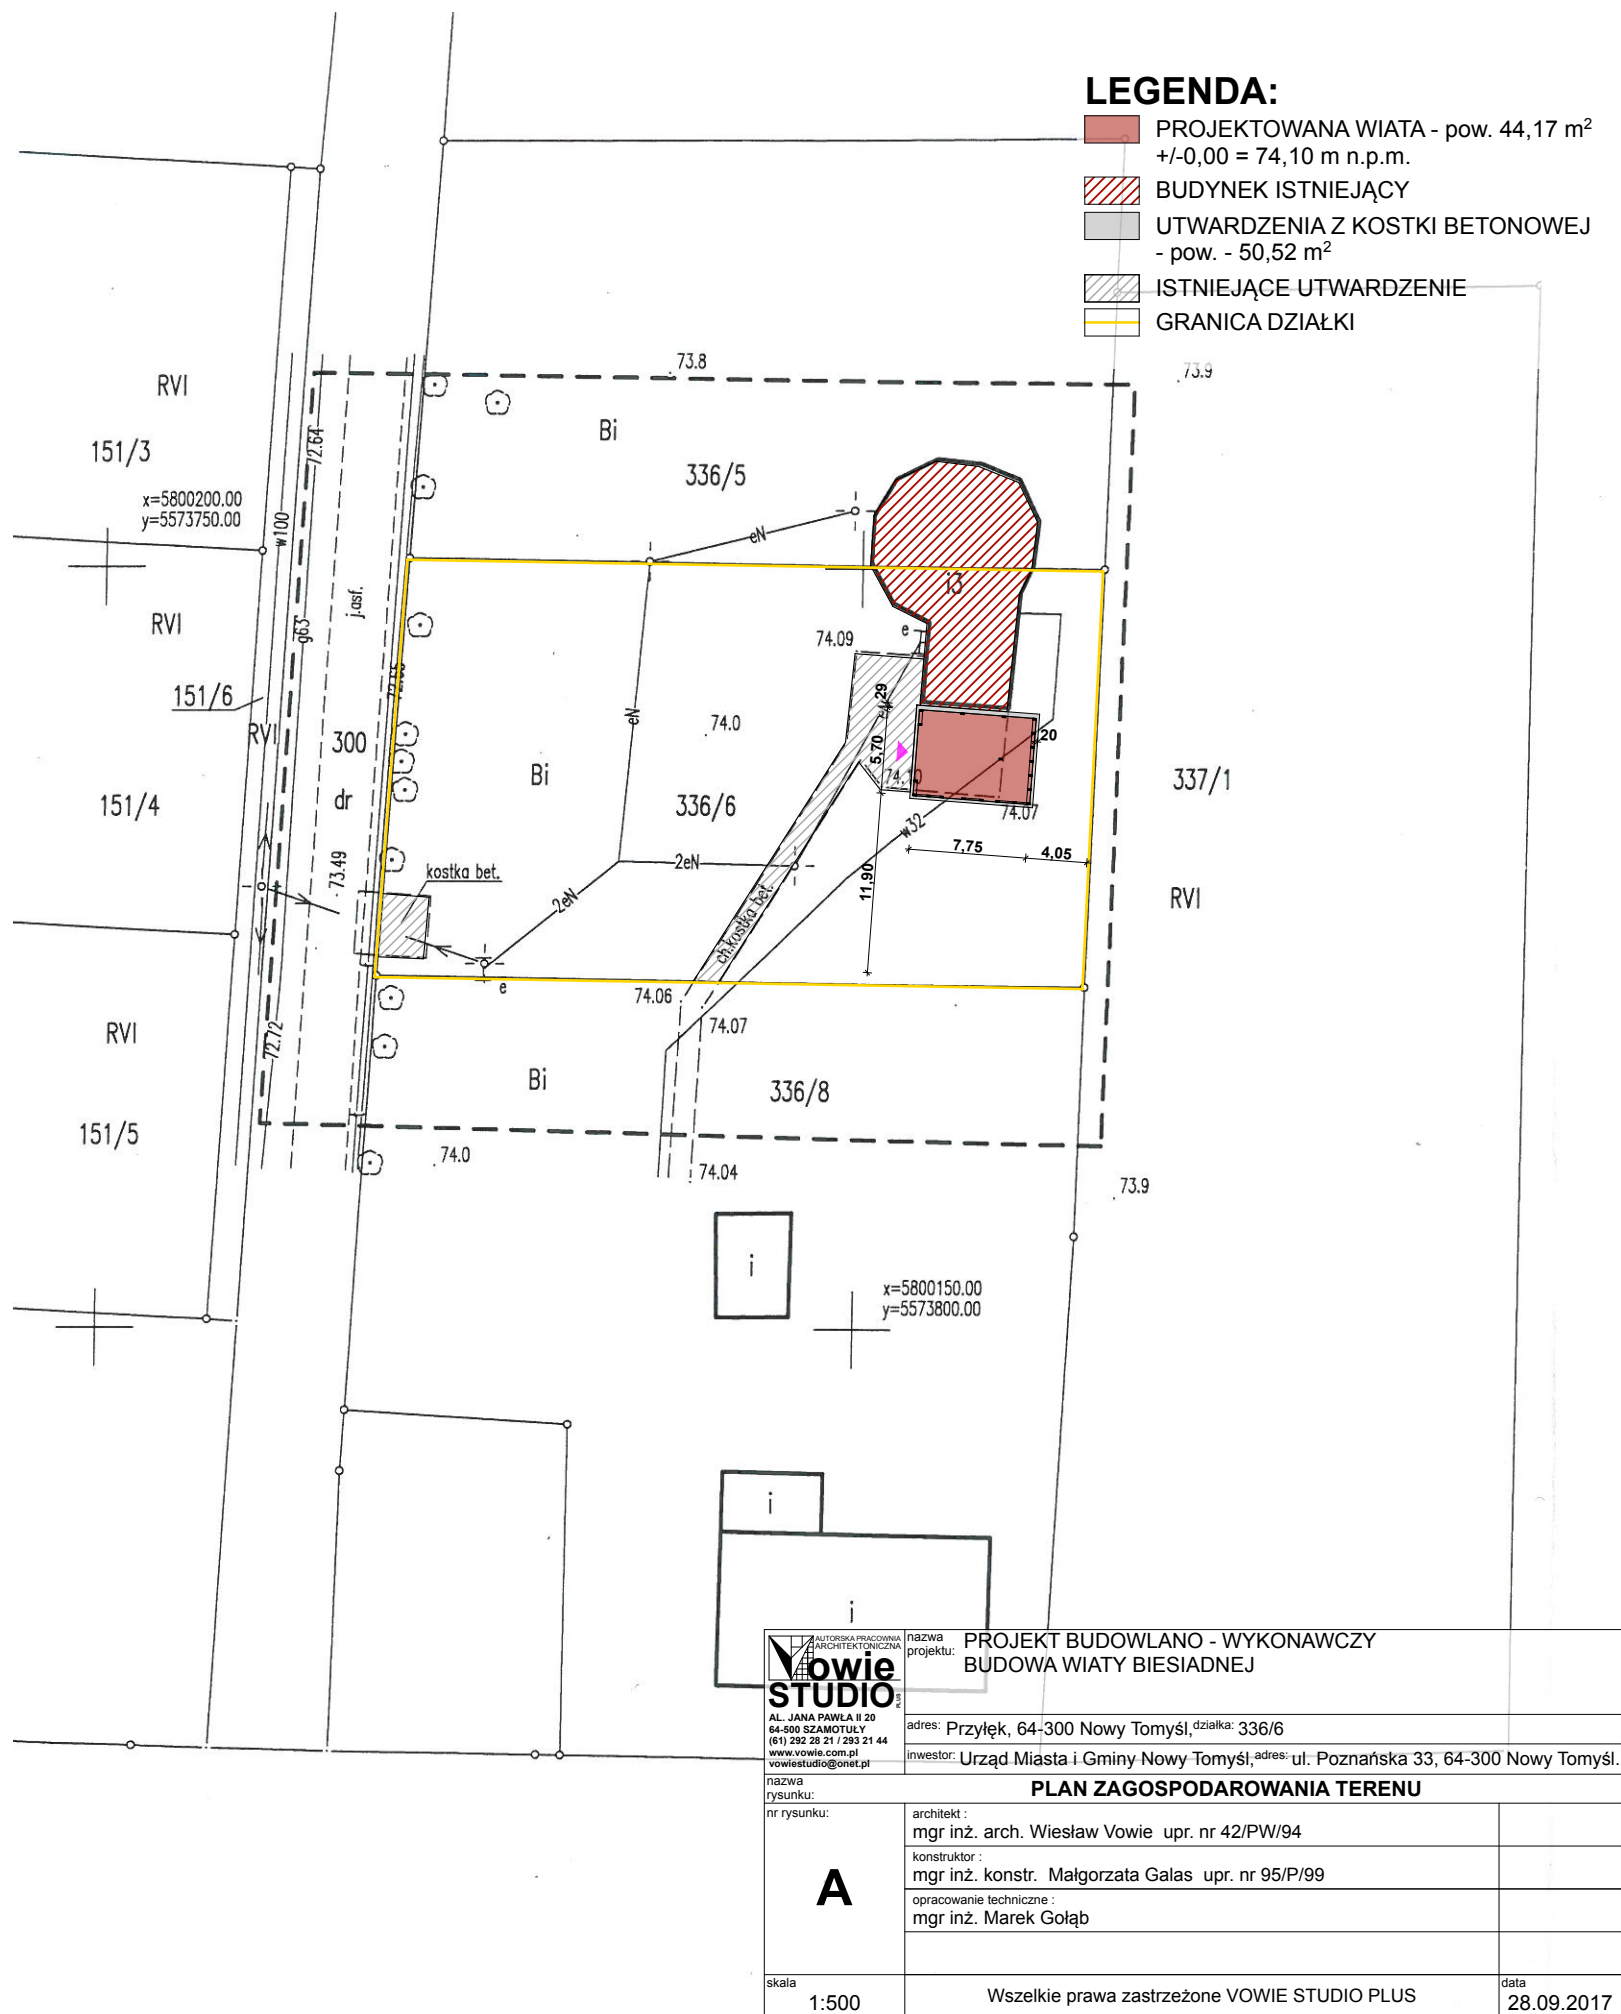 LEGENDA:
PROJEKTOWANA WIATA - pow. 44,17 m²
+/-0,00 = 74,10 m n.p.m.
BUDYNEK ISTNIEJĄCY
UTWARDZENIA Z KOSTKI BETONOWEJ
- pow. - 50,52 m²
ISTNIEJĄCE UTWARDZENIE
GRANICA DZIAŁKI
73.8
73.9
RVI
151/3
72.64
Bi
336/5
x=5800200.00
y=5573750.00
w100
eN
i3
j.asf.
RVI
g63
e
74.09
151/6
RVI
300
eN
74.0
29
eN
5,70
20
Bi
74.10
337/1
dr
151/4
336/6
w32
74.07
7,75
4,05
73.49
kostka bet.
2eN
11,90
RVI
2eN
ch.kostka bet.
e
74.06
74.07
RVI
72.72
Bi
336/8
151/5
74.0
74.04
73.9
i
x=5800150.00
y=5573800.00
i
i
AUTORSKA PRACOWNIA
ARCHITEKTONICZNA
Vowie
STUDIO
PLUS
AL. JANA PAWŁA II 20
64-500 SZAMOTUŁY
(61) 292 28 21 / 293 21 44
www.vowie.com.pl
vowiestudio@onet.pl
nazwa
projektu:
PROJEKT BUDOWLANO - WYKONAWCZY
BUDOWA WIATY BIESIADNEJ
adres: Przyłęk, 64-300 Nowy Tomyśl, działka: 336/6
inwestor: Urząd Miasta i Gminy Nowy Tomyśl, adres: ul. Poznańska 33, 64-300 Nowy Tomyśl.
nazwa
rysunku:
PLAN ZAGOSPODAROWANIA TERENU
nr rysunku:
A
architekt :
mgr inż. arch. Wiesław Vowie upr. nr 42/PW/94
konstruktor :
mgr inż. konstr. Małgorzata Galas upr. nr 95/P/99
opracowanie techniczne :
mgr inż. Marek Gołąb
skala
1:500
Wszelkie prawa zastrzeżone VOWIE STUDIO PLUS
data
28.09.2017